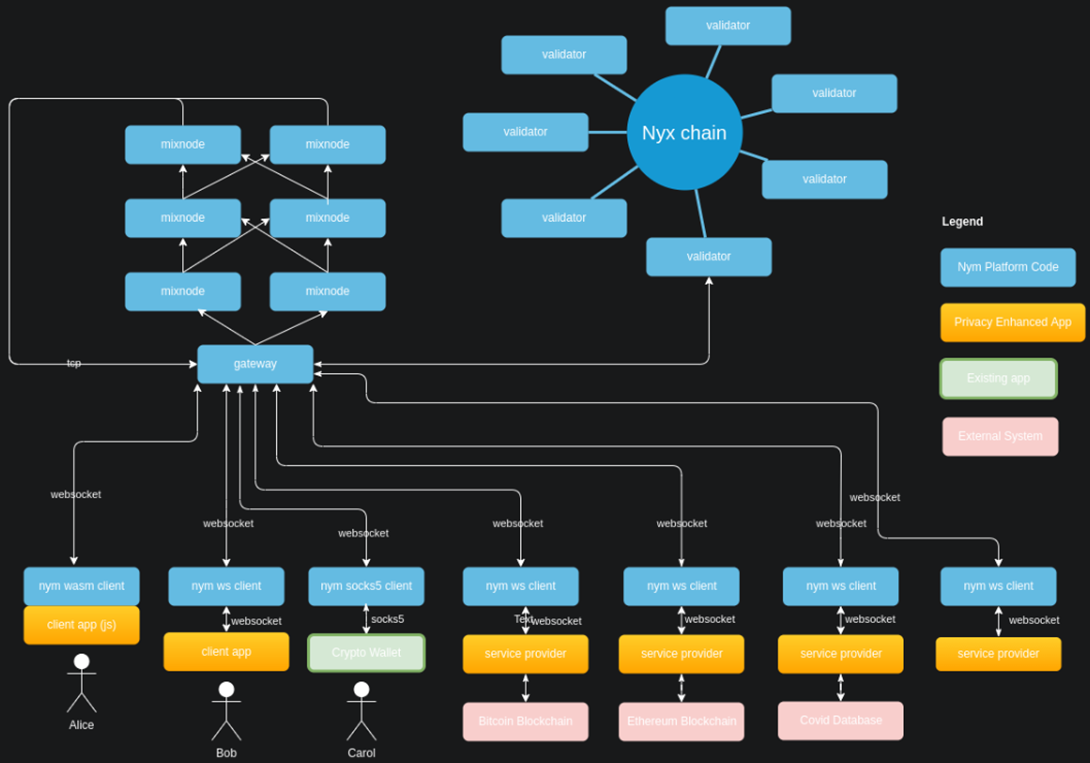 validator
validator
validator
validator
Nyx chain
mixnode
mixnode
validator
validator
mixnode
mixnode
validator
Legend
validator
Nym Platform Code
mixnode
mixnode
Privacy Enhanced App
tcp
gateway
Existing app
External System
websocket
websocket
websocket
websocket
websocket
websocket
websocket
nym wasm client
nym ws client
nym socks5 client
nym ws client
nym ws client
nym ws client
nym ws client
client app (js)
websocket
socks5
Text
websocket
websocket
websocket
websocket
client app
Crypto Wallet
service provider
service provider
service provider
service provider
Alice
Bitcoin Blockchain
Ethereum Blockchain
Covid Database
Bob
Carol